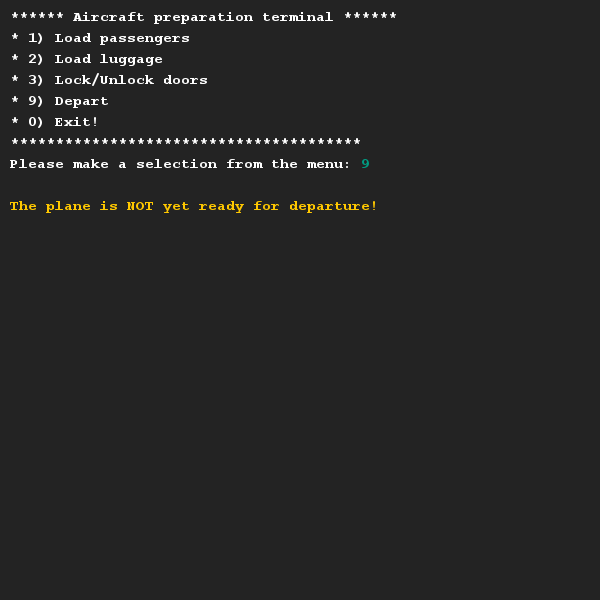 ****** Aircraft preparation terminal ******
* 1) Load passengers
* 2) Load luggage
* 3) Lock/Unlock doors
* 9) Depart
* 0) Exit!
***************************************
Please make a selection from the menu: 9
The plane is NOT yet ready for departure!